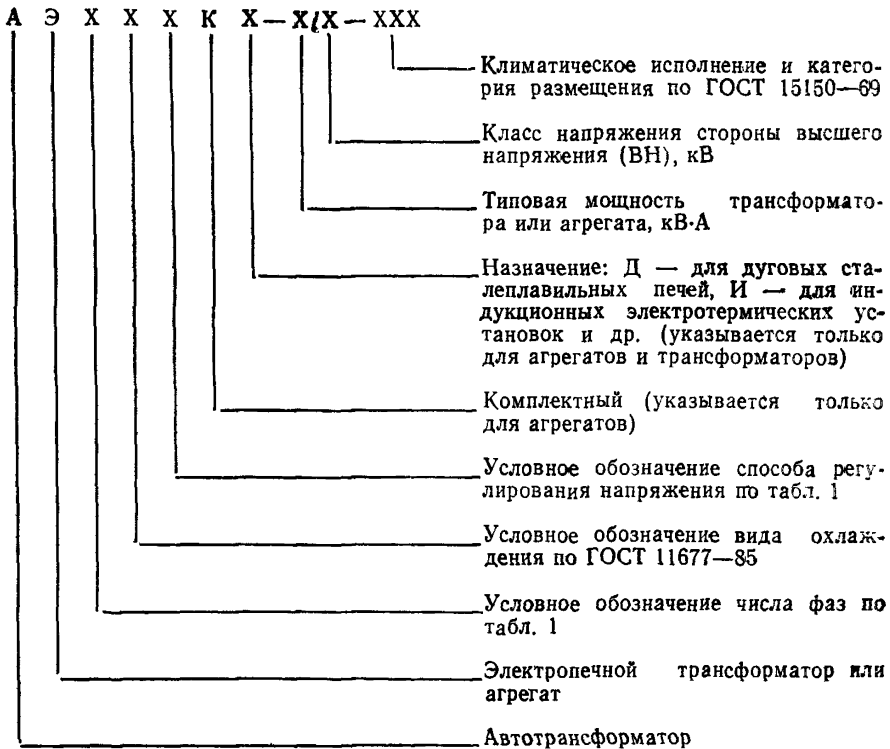 А Э Х Х Х К Х — Х/Х — ХХХ
Климатическое исполнение и катего-
рия размещения по ГОСТ 15150—69
Класс напряжения стороны высшего
напряжения (ВН), кВ
Типовая мощность трансформато-
ра или агрегата, кВ·А
Назначение: Д — для дуговых ста-
леплавильных печей, И — для ин-
дукционных электротермических ус-
тановок и др. (указывается только
для агрегатов и трансформаторов)
Комплектный (указывается только
для агрегатов)
Условное обозначение способа регу-
лирования напряжения по табл. 1
Условное обозначение вида охлаж-
дения по ГОСТ 11677—85
Условное обозначение числа фаз по
табл. 1
Электропечной трансформатор или
агрегат
Автотрансформатор